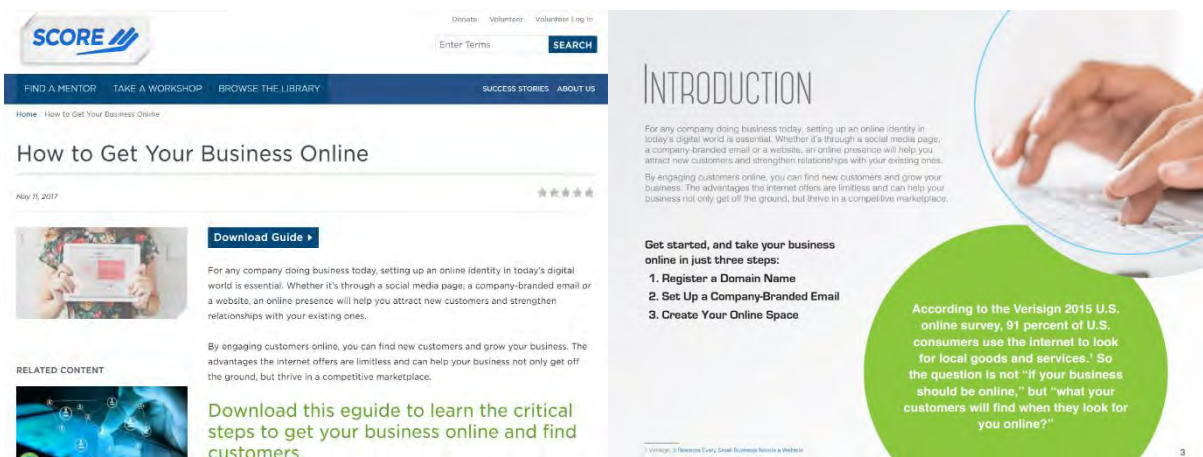 SCORE
Donate Volunteer Volunteer Log In
Enter Terms
SEARCH
FIND A MENTOR TAKE A WORKSHOP BROWSE THE LIBRARY
SUCCESS STORIES ABOUT US
Home How to Get Your Business Online
How to Get Your Business Online
May 11, 2017
Download Guide
For any company doing business today, setting up an online identity in today's digital
world is essential. Whether it's through a social media page, a company-branded email or
a website, an online presence will help you attract new customers and strengthen
relationships with your existing ones.
By engaging customers online, you can find new customers and grow your business. The
advantages the internet offers are limitless and can help your business not only get off
the ground, but thrive in a competitive marketplace.
RELATED CONTENT
Download this eguide to learn the critical
steps to get your business online and find
customers
INTRODUCTION
For any company doing business today, setting up an online identity in
today's digital world is essential. Whether it's through a social media page,
a company-branded email or a website, an online presence will help you
attract new customers and strengthen relationships with your existing ones.
By engaging customers online, you can find new customers and grow your
business. The advantages the internet offers are limitless and can help your
business not only get off the ground, but thrive in a competitive marketplace.
Get started, and take your business
online in just three steps:
1. Register a Domain Name
2. Set Up a Company-Branded Email
3. Create Your Online Space
According to the Verisign 2015 U.S.
online survey, 91 percent of U.S.
consumers use the internet to look
for local goods and services.¹ So
the question is not "if your business
should be online," but "what your
customers will find when they look for
you online?"
1 Verisign, 5 Reasons Every Small Business Needs a Website
3